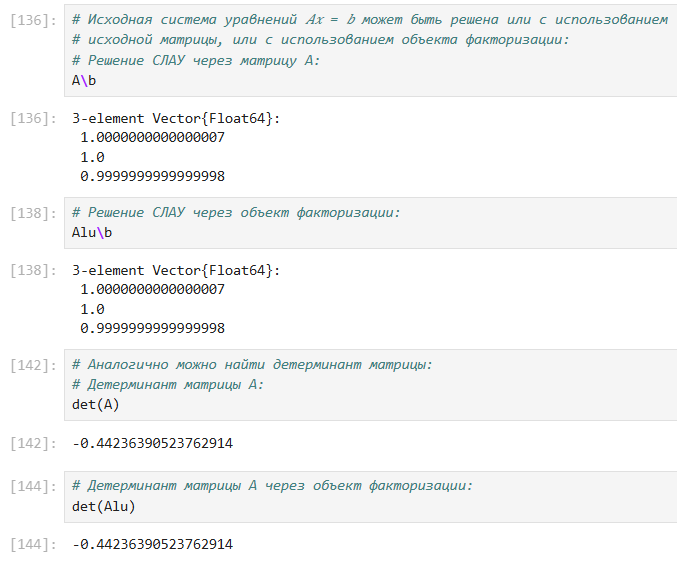 [136]: # Исходная система уравнений 𝐴𝑥 = 𝑏 может быть решена или с использованием
# исходной матрицы, или с использованием объекта факторизации:
# Решение СЛАУ через матрицу A:
A\b
[136]: 3-element Vector{Float64}:
1.0000000000000007
1.0
0.9999999999999998
[138]: # Решение СЛАУ через объект факторизации:
Alu\b
[138]: 3-element Vector{Float64}:
1.0000000000000007
1.0
0.9999999999999998
[142]: # Аналогично можно найти детерминант матрицы:
# Детерминант матрицы A:
det(A)
[142]: -0.44236390523762914
[144]: # Детерминант матрицы A через объект факторизации:
det(Alu)
[144]: -0.44236390523762914